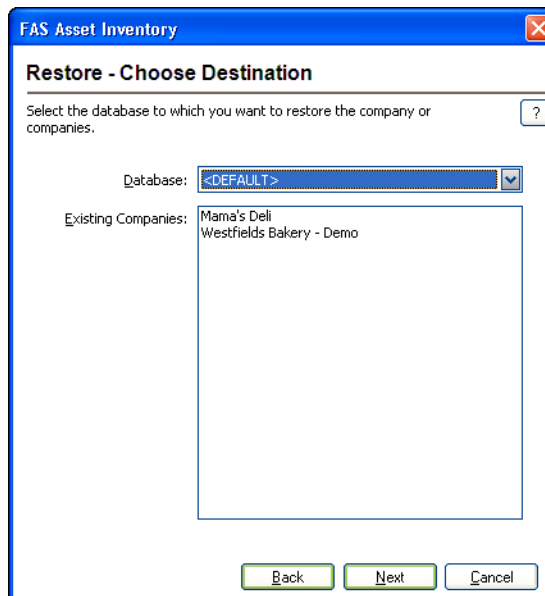 FAS Asset Inventory
Restore - Choose Destination
Select the database to which you want to restore the company or
companies.
?
Database: <DEFAULT>
Existing Companies: Mama's Deli
Westfields Bakery - Demo
Back Next Cancel